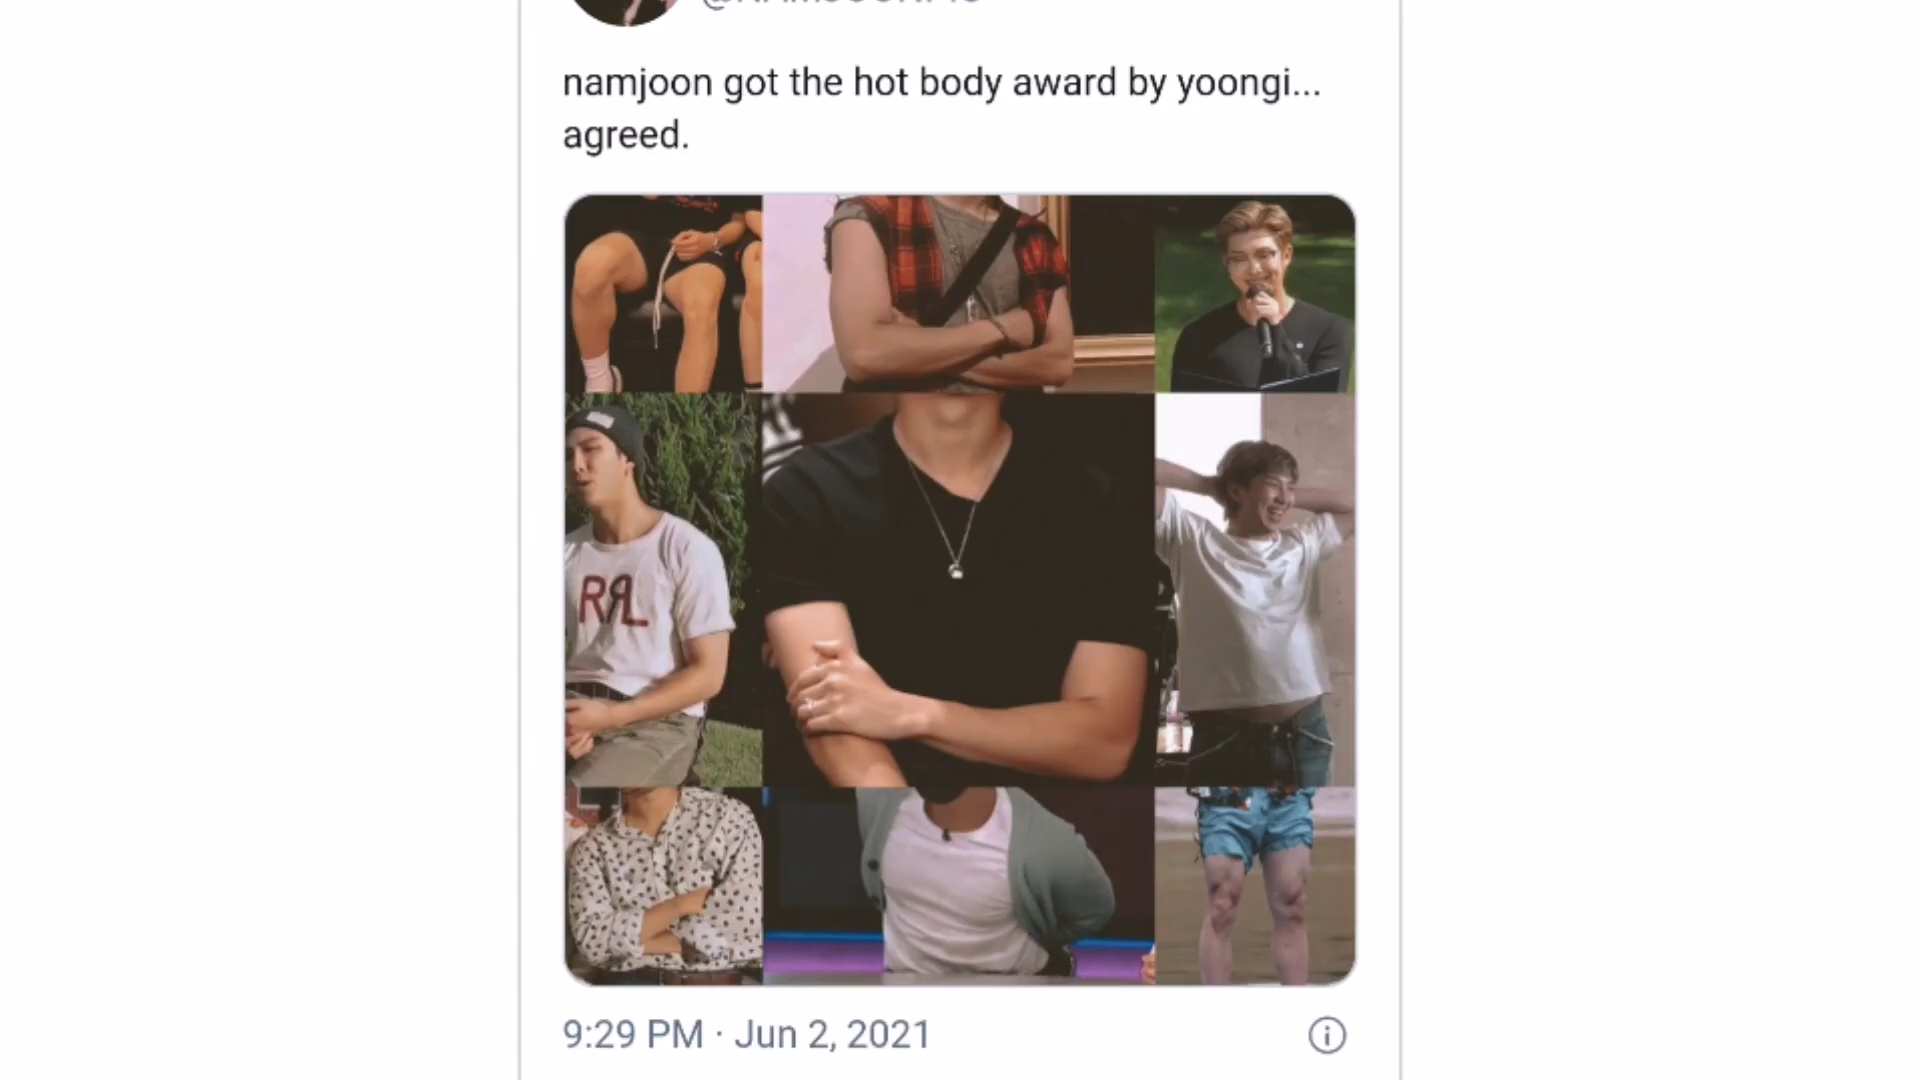 namjoon got the hot body award by yoongi...
agreed.
RRL
9:29 PM · Jun 2, 2021